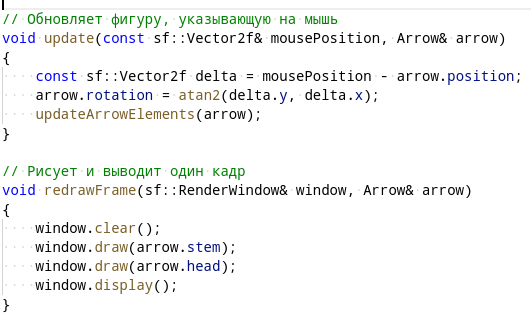 // Обновляет фигуру, указывающую на мышь
void update(const sf::Vector2f& mousePosition, Arrow& arrow)
{
    const sf::Vector2f delta = mousePosition - arrow.position;
    arrow.rotation = atan2(delta.y, delta.x);
    updateArrowElements(arrow);
}

// Рисует и выводит один кадр
void redrawFrame(sf::RenderWindow& window, Arrow& arrow)
{
    window.clear();
    window.draw(arrow.stem);
    window.draw(arrow.head);
    window.display();
}